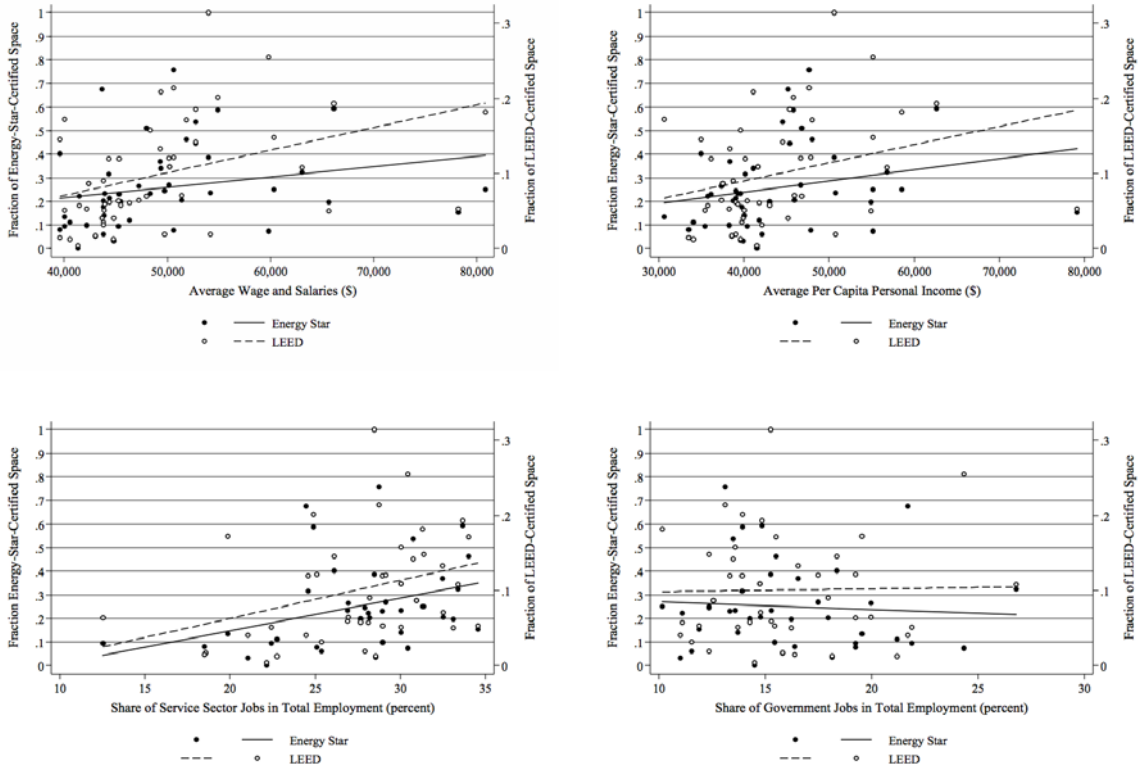 Fraction of Energy-Star-Certified Space
1
.9
.8
.7
.6
.5
.4
.3
.2
.1
0
.3
.2
.1
0
Fraction of LEED-Certified Space
40,000 50,000 60,000 70,000 80,000
Average Wage and Salaries ($)
Energy Star
LEED
Fraction Energy-Star-Certified Space
1
.9
.8
.7
.6
.5
.4
.3
.2
.1
0
.3
.2
.1
0
Fraction of LEED-Certified Space
30,000 40,000 50,000 60,000 70,000 80,000
Average Per Capita Personal Income ($)
Energy Star
LEED
Fraction Energy-Star-Certified Space
1
.9
.8
.7
.6
.5
.4
.3
.2
.1
0
.3
.2
.1
0
Fraction of LEED-Certified Space
10 15 20 25 30 35
Share of Service Sector Jobs in Total Employment (percent)
Energy Star
LEED
Fraction Energy-Star-Certified Space
1
.9
.8
.7
.6
.5
.4
.3
.2
.1
0
.3
.2
.1
0
Fraction of LEED-Certified Space
10 15 20 25 30
Share of Government Jobs in Total Employment (percent)
Energy Star
LEED